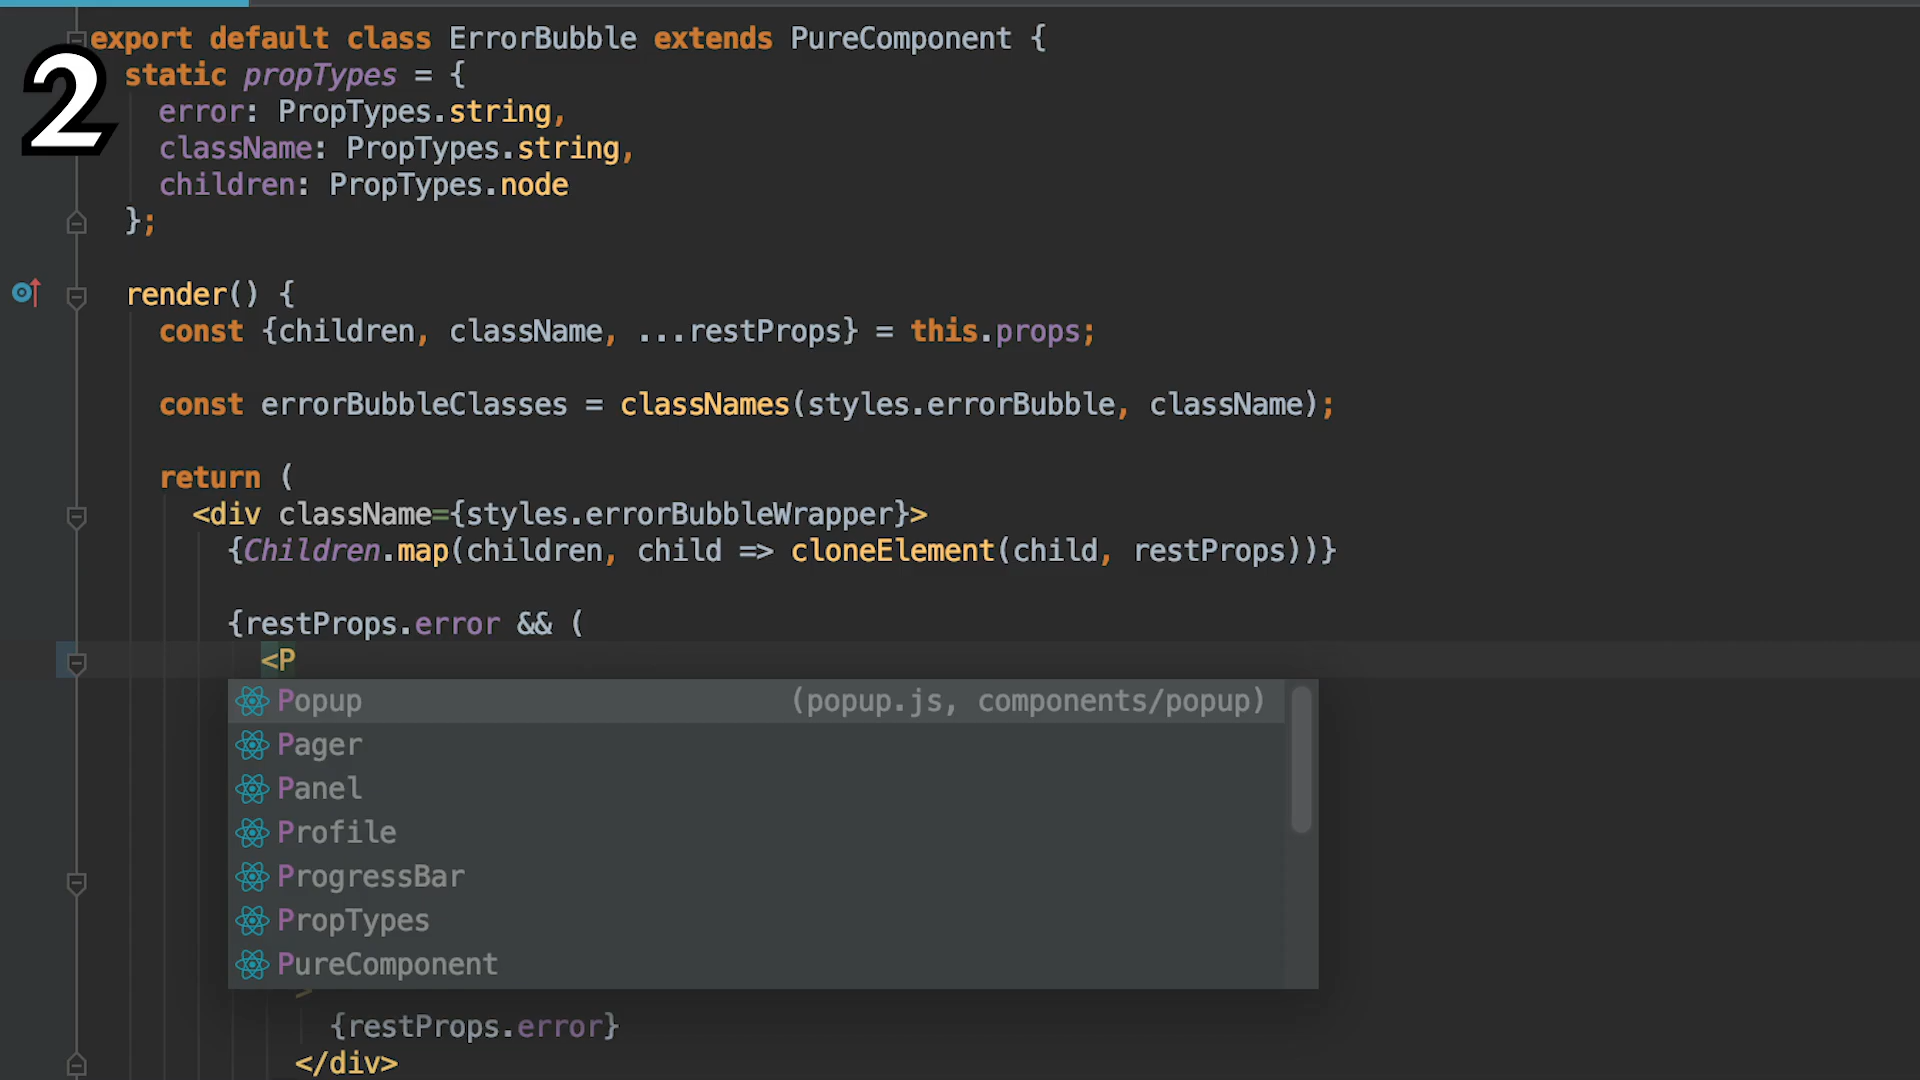 export default class ErrorBubble extends PureComponent {
2
static propTypes = {
error: PropTypes.string,
className: PropTypes.string,
children: PropTypes.node
};
render() {
const {children, className, ...restProps} = this.props;
const errorBubbleClasses = classNames(styles.errorBubble, className);
return (
<div className={styles.errorBubbleWrapper}>
{Children.map(children, child => cloneElement(child, restProps))}
{restProps.error && (
<P
Popup (popup.js, components/popup)
Pager
Panel
Profile
ProgressBar
PropTypes
PureComponent
>
{restProps.error}
</div>